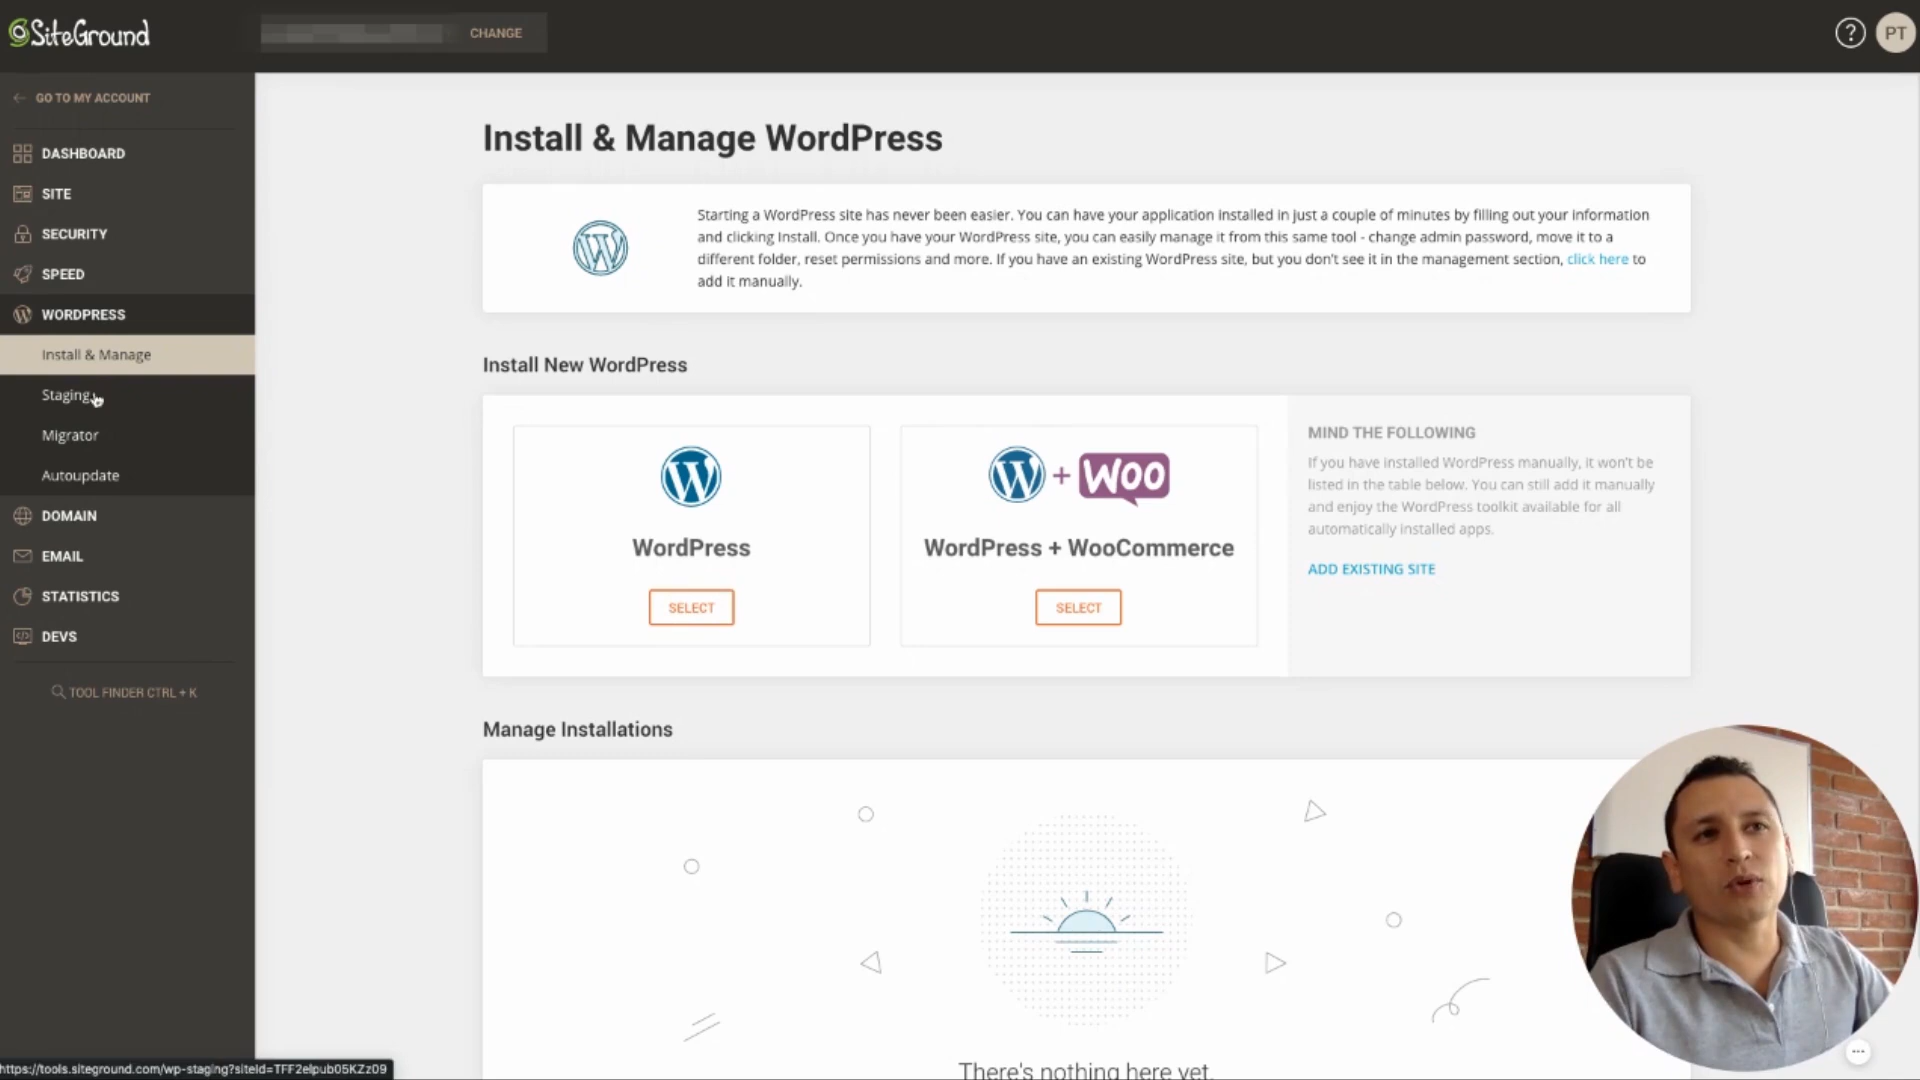 SiteGround
CHANGE
?
PT
GO TO MY ACCOUNT
DASHBOARD
SITE
SECURITY
SPEED
WORDPRESS
Install & Manage
Staging
Migrator
Autoupdate
DOMAIN
EMAIL
STATISTICS
DEVS
TOOL FINDER CTRL + K
Install & Manage WordPress
Starting a WordPress site has never been easier. You can have your application installed in just a couple of minutes by filling out your information
and clicking Install. Once you have your WordPress site, you can easily manage it from this same tool - change admin password, move it to a
different folder, reset permissions and more. If you have an existing WordPress site, but you don't see it in the management section, click here to
add it manually.
Install New WordPress
WordPress
SELECT
+ WOO
WordPress + WooCommerce
SELECT
MIND THE FOLLOWING
If you have installed WordPress manually, it won't be
listed in the table below. You can still add it manually
and enjoy the WordPress toolkit available for all
automatically installed apps.
ADD EXISTING SITE
Manage Installations
There's nothing here yet.
https://tools.siteground.com/wp-staging?siteId=TFF2elpub05KZz09